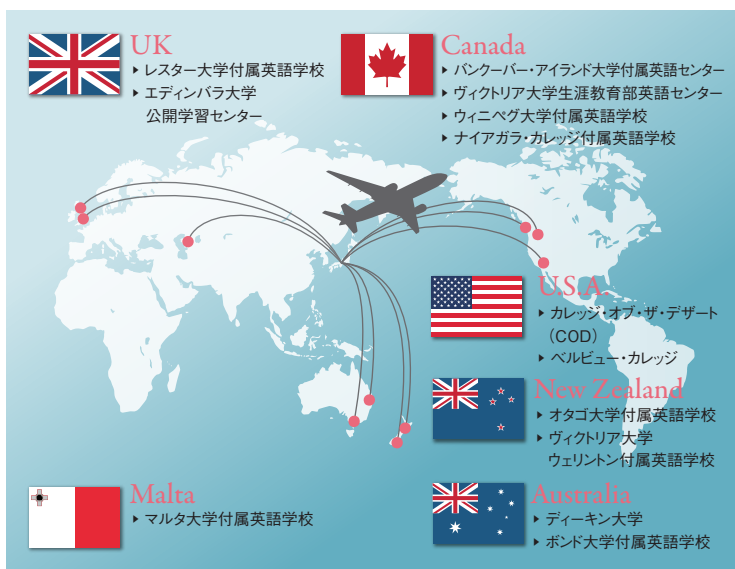 UK
▶ レスター大学付属英語学校
▶ エディンバラ大学
公開学習センター
Canada
▶ バンクーバー・アイランド大学付属英語センター
▶ ヴィクトリア大学生涯教育部英語センター
▶ ウィニペグ大学付属英語学校
▶ ナイアガラ・カレッジ付属英語学校
U.S.A.
▶ カレッジ・オブ・ザ・デザート
（COD）
▶ ベルビュー・カレッジ
New Zealand
▶ オタゴ大学付属英語学校
▶ ヴィクトリア大学
ウェリントン付属英語学校
Malta
▶ マルタ大学付属英語学校
Australia
▶ ディーキン大学
▶ ボンド大学付属英語学校